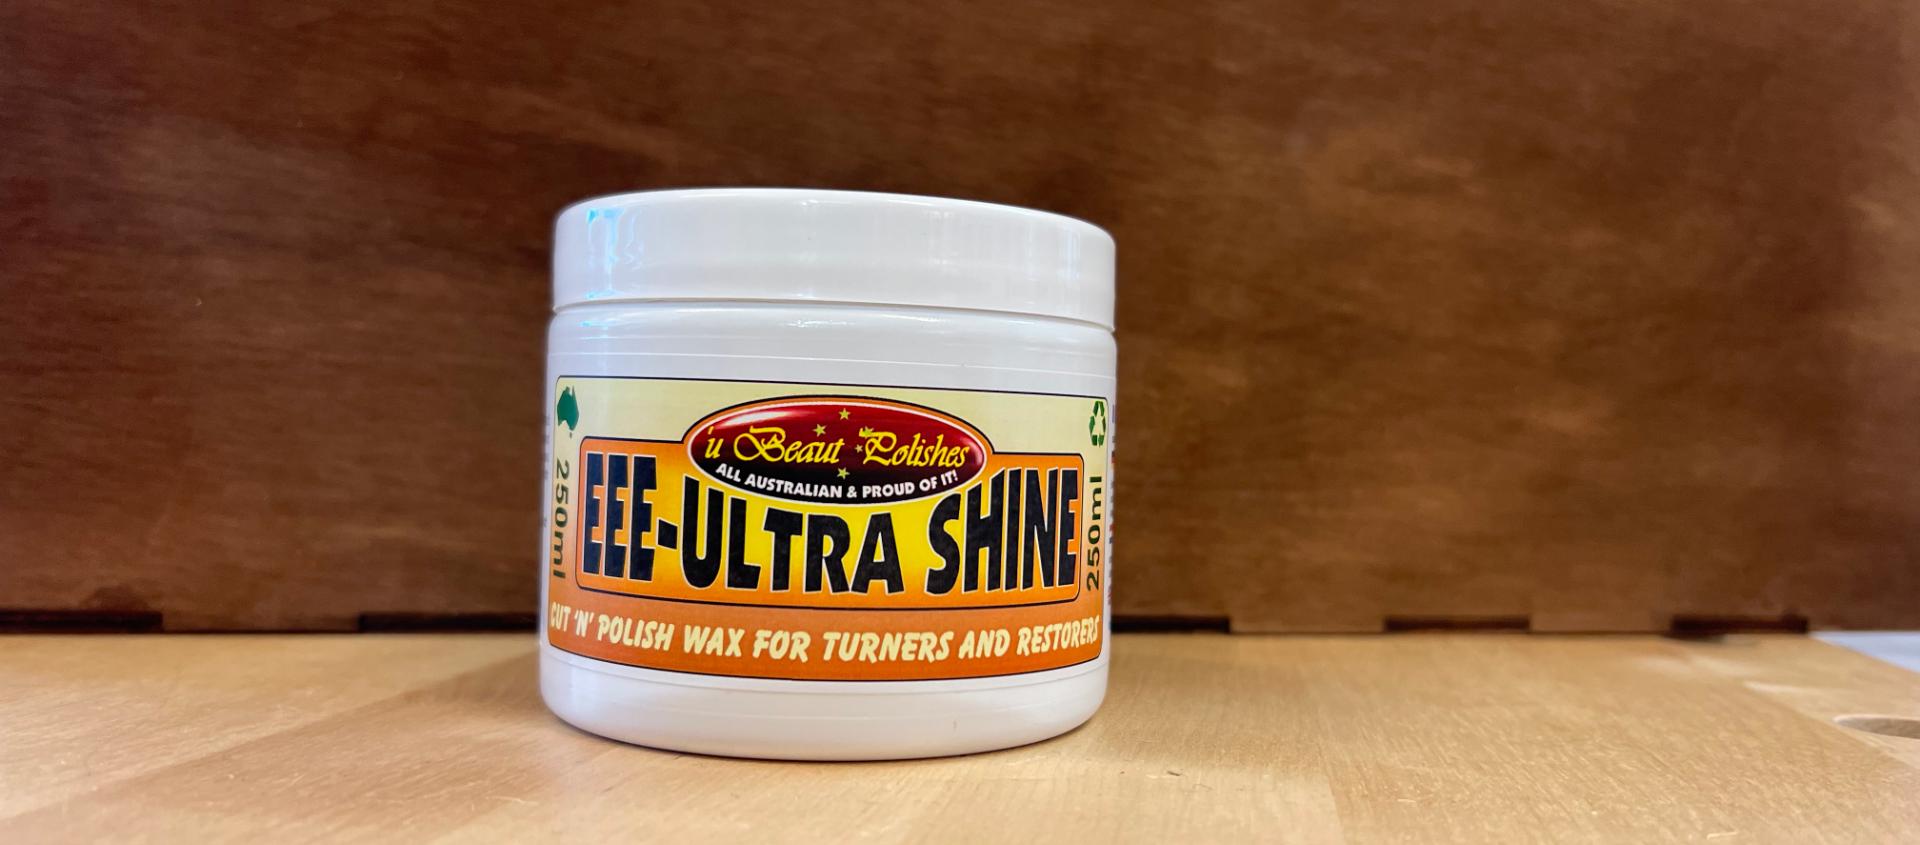 'u Beaut Polishes
ALL AUSTRALIAN & PROUD OF IT!
EEE-ULTRA SHINE
250ml
250ml
CUT 'N' POLISH WAX FOR TURNERS AND RESTORERS